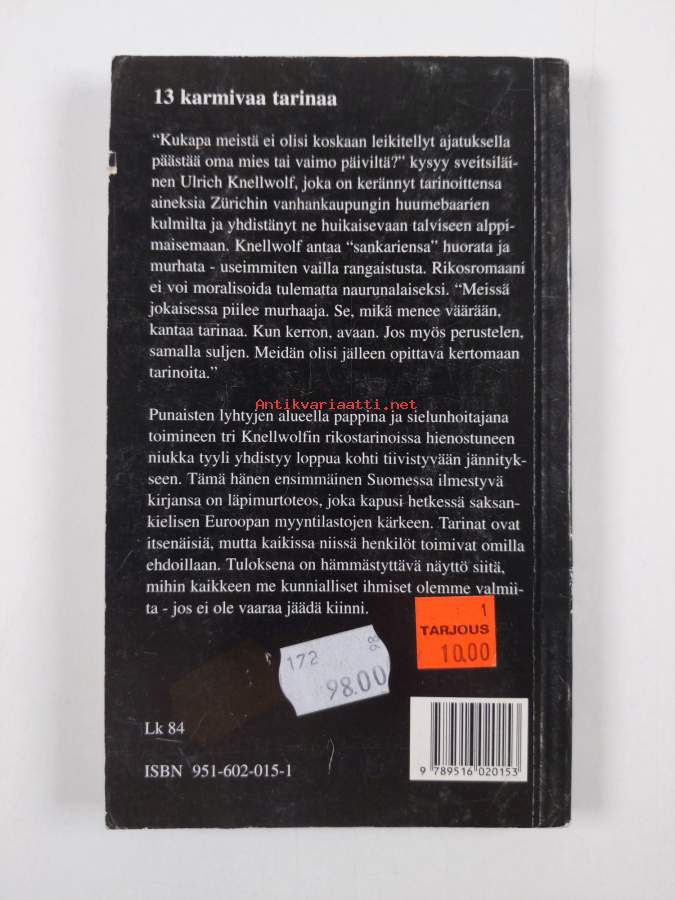 13 karmivaa tarinaa
“Kukapa meistä ei olisi koskaan leikitellyt ajatuksella
päästää oma mies tai vaimo päiviltä?” kysyy sveitsiläi-
nen Ulrich Knellwolf, joka on kerännyt tarinoittensa
aineksia Zürichin vanhankaupungin huumebaarien
kulmilta ja yhdistänyt ne huikaisevaan talviseen alppi-
maisemaan. Knellwolf antaa “sankariensa” huorata ja
murhata - useimmiten vailla rangaistusta. Rikosromaani
ei voi moralisoida tulematta naurunalaiseksi. “Meissä
jokaisessa piilee murhaaja. Se, mikä menee väärään,
kantaa tarinaa. Kun kerron, avaan. Jos myös perustelen,
samalla suljen. Meidän olisi jälleen opittava kertomaan
tarinoita.”
Antikvariaatti.net
Punaisten lyhtyjen alueella pappina ja sielunhoitajana
toimineen tri Knellwolfin rikostarinoissa hienostuneen
niukka tyyli yhdistyy loppua kohti tiivistyvään jännityk-
seen. Tämä hänen ensimmäinen Suomessa ilmestyvä
kirjansa on läpimurtoteos, joka kapusi hetkessä saksan-
kielisen Euroopan myyntilastojen kärkeen. Tarinat ovat
itsenäisiä, mutta kaikissa niissä henkilöt toimivat omilla
ehdoillaan. Tuloksena on hämmästyttävä näyttö siitä,
mihin kaikkeen me kunnialliset ihmiset olemme valmii-
ta - jos ei ole vaaraa jäädä kiinni.
1
TARJOUS
10.00
172
98
98.00
Lk 84
ISBN 951-602-015-1
9 789516 020153